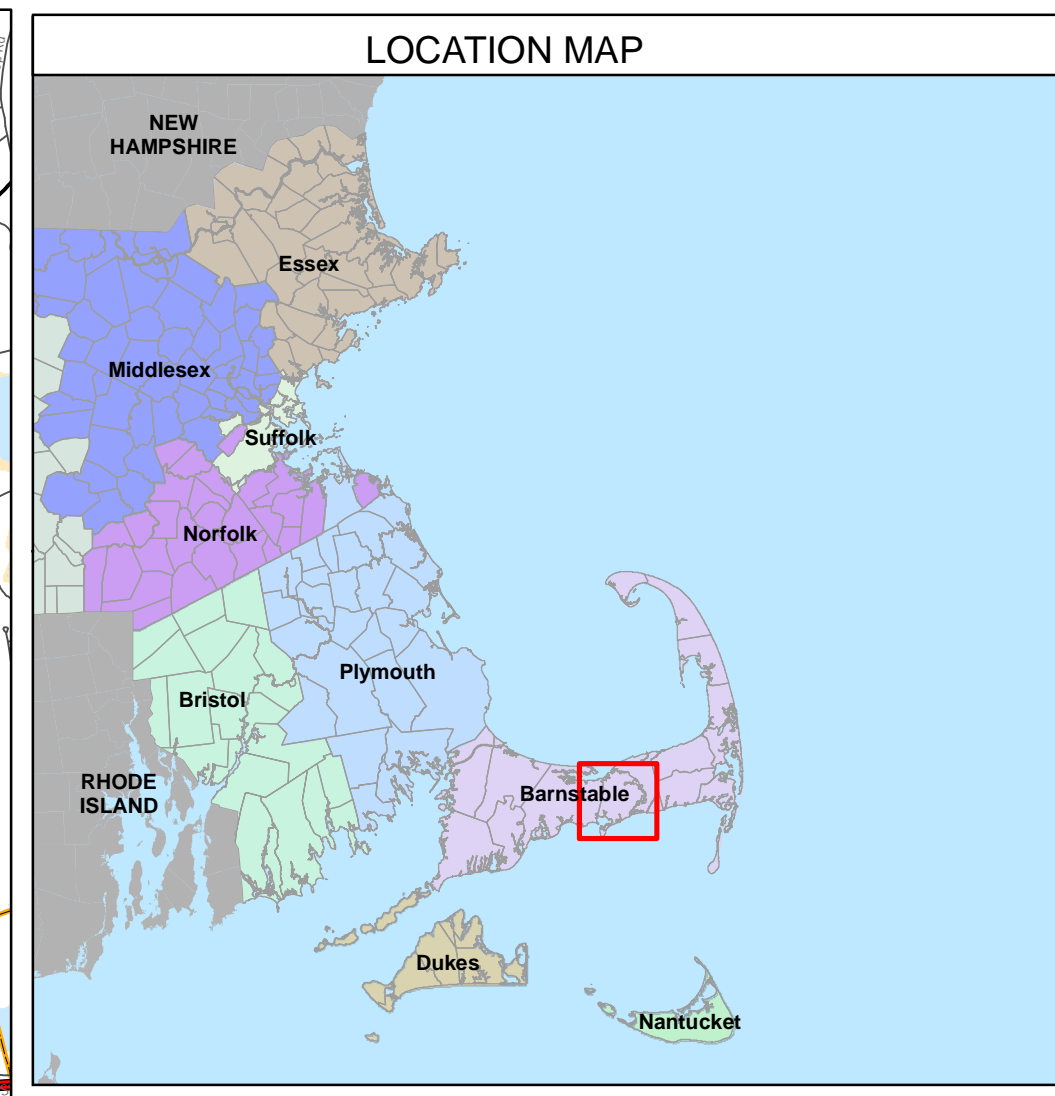 LOCATION MAP
NEW
HAMPSHIRE
Essex
Middlesex
Suffolk
Norfolk
Plymouth
Bristol
RHODE
ISLAND
Barnstable
Dukes
Nantucket